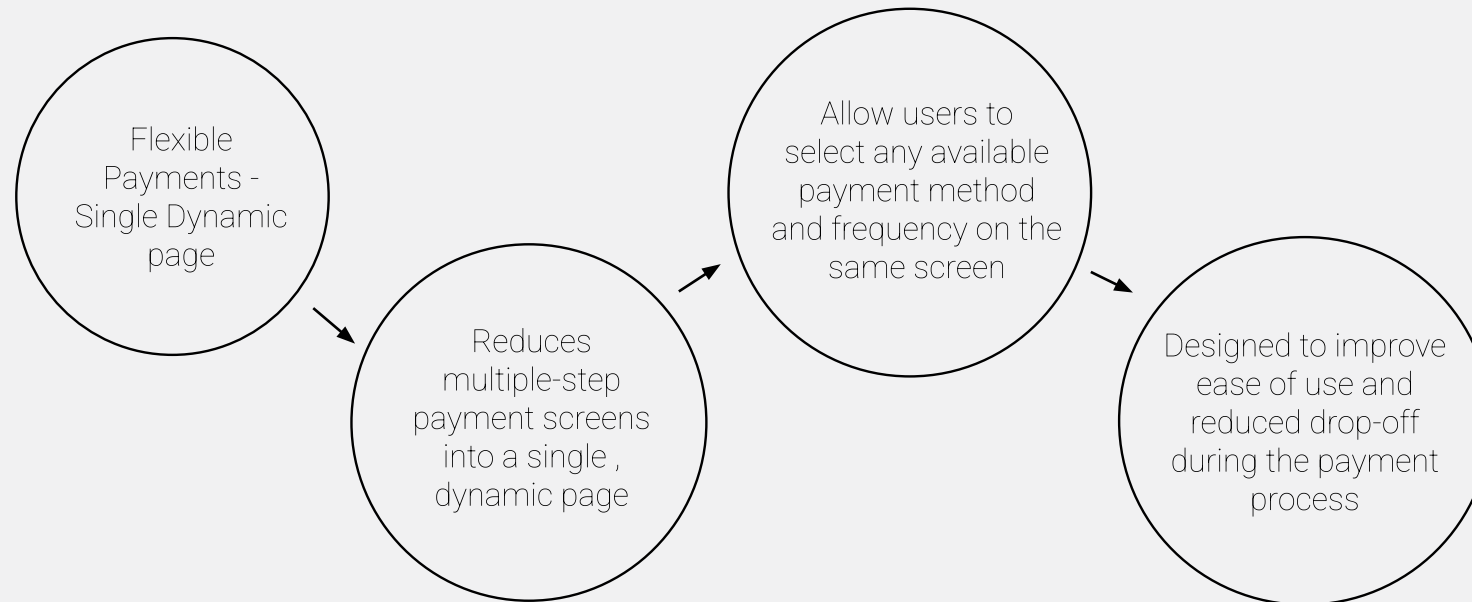 Flexible
Payments -
Single Dynamic
page
Reduces
multiple-step
payment screens
into a single ,
dynamic page
Allow users to
select any available
payment method
and frequency on the
same screen
Designed to improve
ease of use and
reduced drop-off
during the payment
process